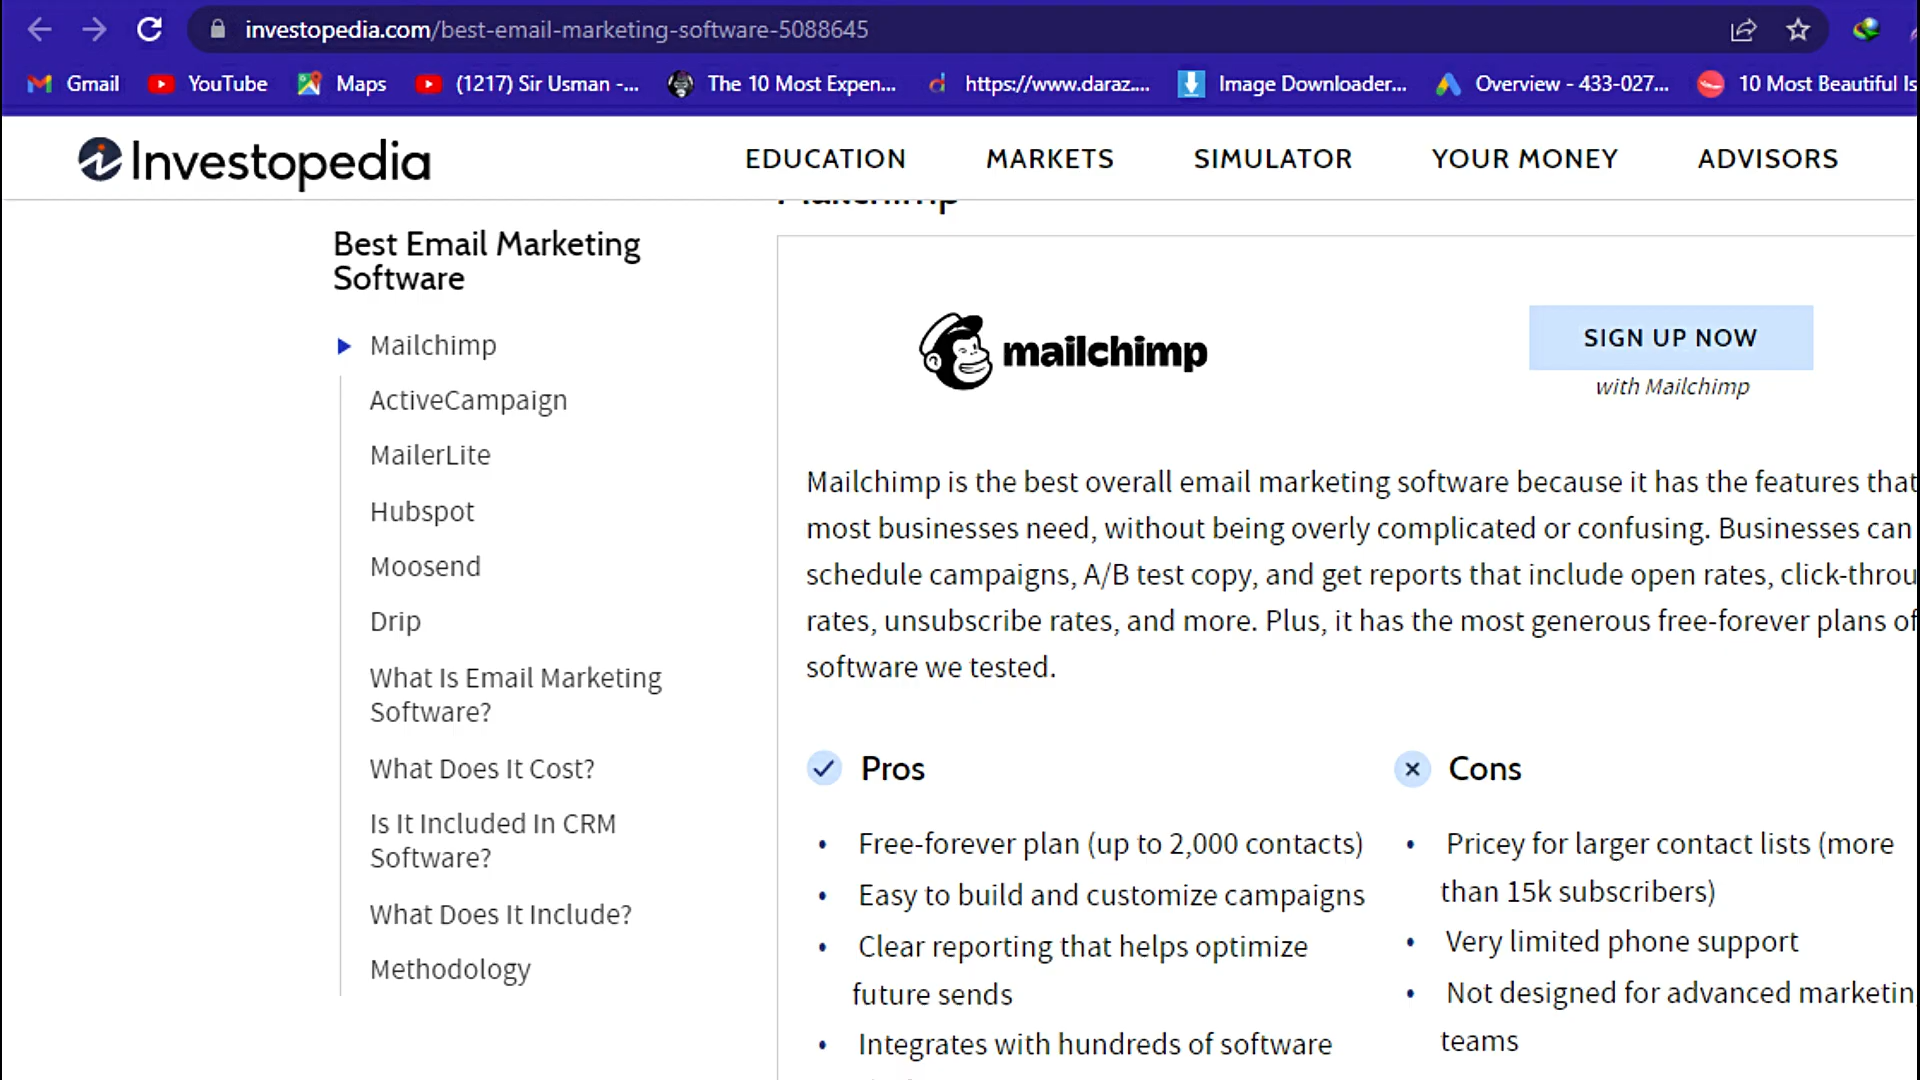 investopedia.com/best-email-marketing-software-5088645
Gmail YouTube Maps (1217) Sir Usman -... The 10 Most Expen... https://www.daraz.... Image Downloader... Overview - 433-027... 10 Most Beautiful Is
Investopedia EDUCATION MARKETS SIMULATOR YOUR MONEY ADVISORS
Mailchimp
Best Email Marketing
Software
Mailchimp
ActiveCampaign
MailerLite
Hubspot
Moosend
Drip
What Is Email Marketing
Software?
What Does It Cost?
Is It Included In CRM
Software?
What Does It Include?
Methodology
mailchimp
SIGN UP NOW
with Mailchimp
Mailchimp is the best overall email marketing software because it has the features that
most businesses need, without being overly complicated or confusing. Businesses can
schedule campaigns, A/B test copy, and get reports that include open rates, click-throu
rates, unsubscribe rates, and more. Plus, it has the most generous free-forever plans of
software we tested.
Pros
• Free-forever plan (up to 2,000 contacts)
• Easy to build and customize campaigns
• Clear reporting that helps optimize
future sends
• Integrates with hundreds of software
Cons
• Pricey for larger contact lists (more
than 15k subscribers)
• Very limited phone support
• Not designed for advanced marketin
teams